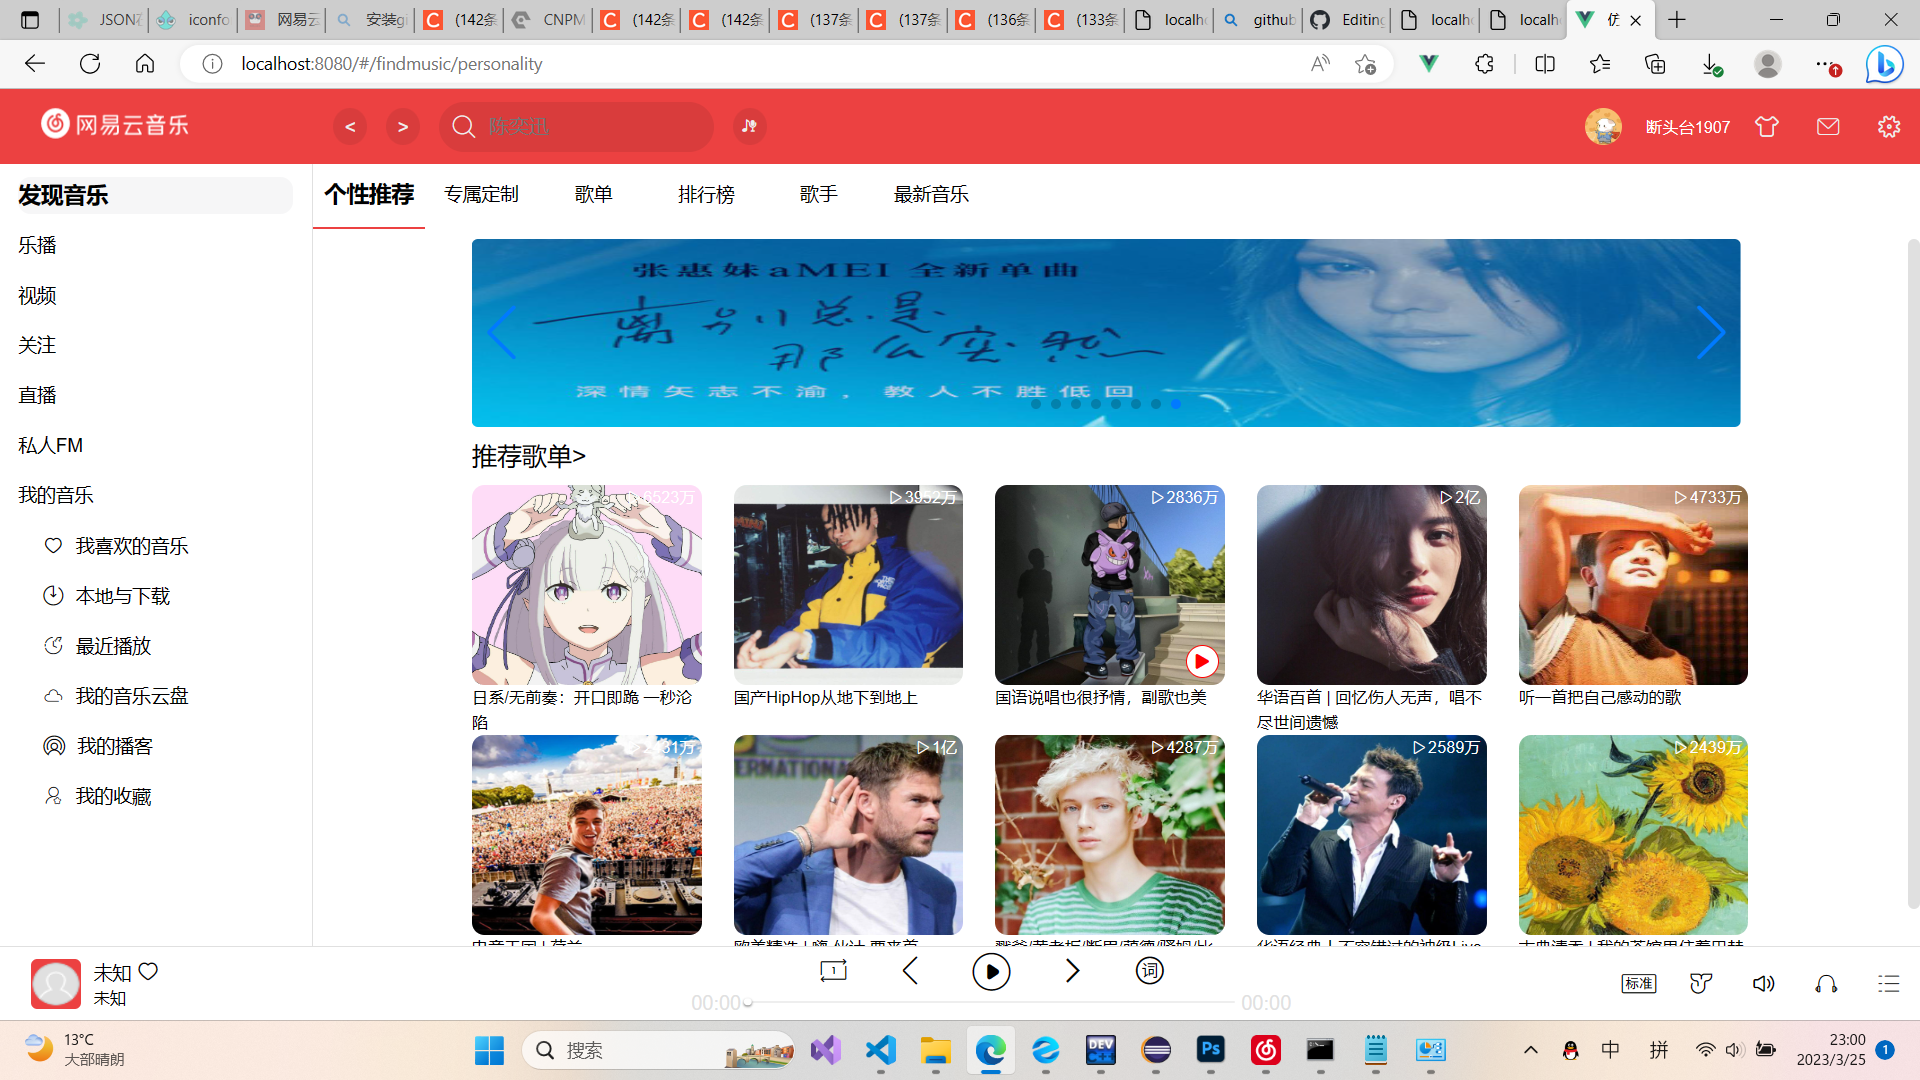 JSON
iconfo
网易云
安装gi
(142条
CNPM
(142条
(142条
(137条
(137条
(136条
(133条
localho
github
Editing
localho
localho
仿
localhost:8080/#/findmusic/personality
网易云音乐
<
>
陈奕迅
断头台1907
发现音乐
个性推荐
专属定制
歌单
排行榜
歌手
最新音乐
乐播
视频
关注
直播
私人FM
我的音乐
我喜欢的音乐
本地与下载
最近播放
我的音乐云盘
我的播客
我的收藏
张惠妹aMEI 全新单曲
离别总是
那么突然
深情矢志不渝，教人不胜低回
推荐歌单>
6523万
3952万
2836万
2亿
4733万
日系/无前奏：开口即跪 一秒沦陷
国产HipHop从地下到地上
国语说唱也很抒情，副歌也美
华语百首 | 回忆伤人无声，唱不尽世间遗憾
听一首把自己感动的歌
1亿
4287万
2589万
2439万
未知
未知
1
词
00:00
00:00
标准
13°C
大部晴朗
搜索
DEV
Ps
中
拼
23:00
2023/3/25
1